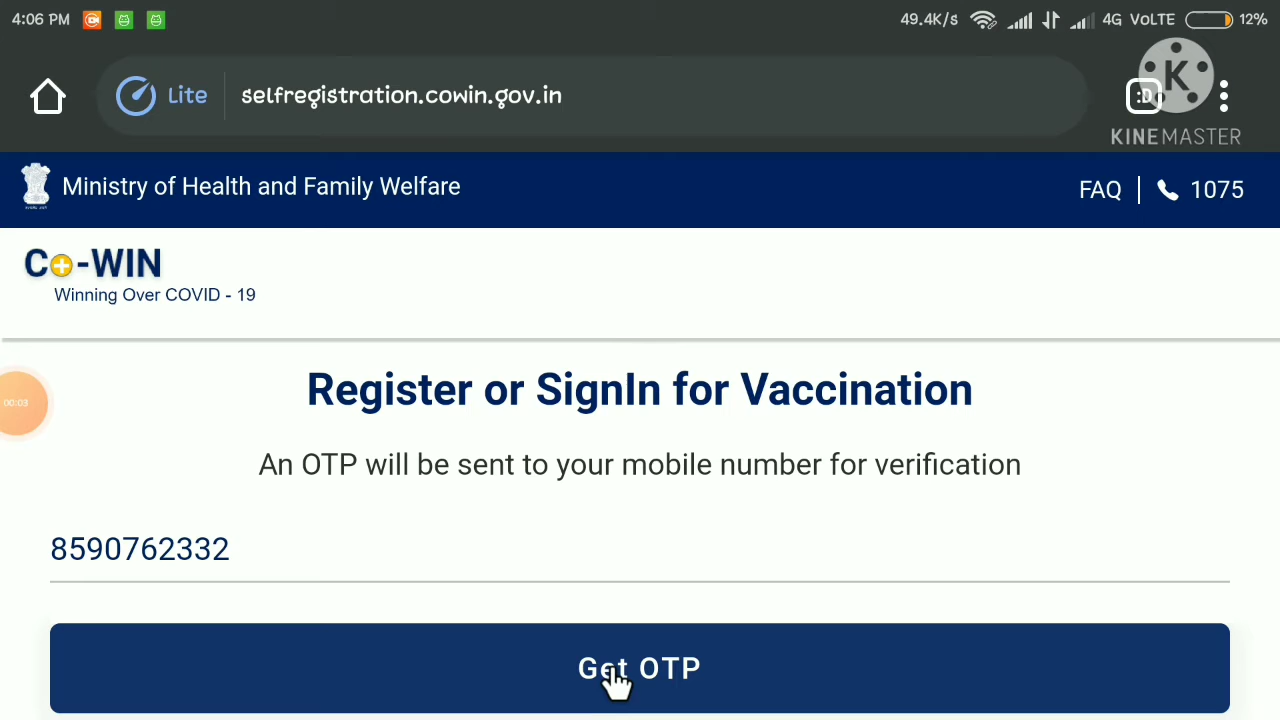 4:06 PM 49.4K/s 4G VoLTE 12%
Lite selfregistration.cowin.gov.in :D
K
KINEMASTER
Ministry of Health and Family Welfare FAQ 1075
Co-WIN
Winning Over COVID - 19
Register or SignIn for Vaccination
00:03
An OTP will be sent to your mobile number for verification
8590762332
Get OTP